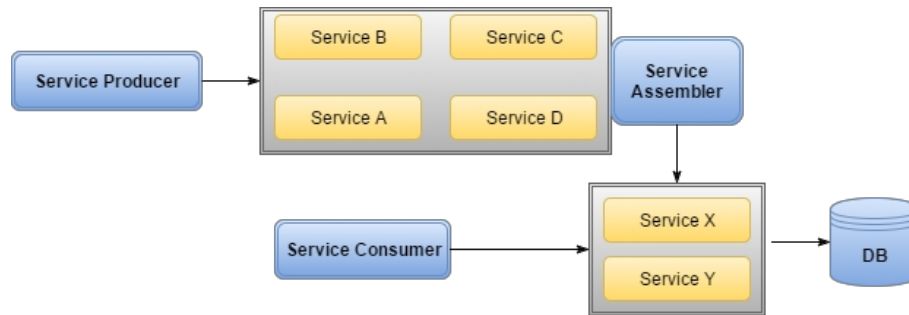 Service B
Service C
Service Producer
Service
Assembler
Service A
Service D
Service X
Service Consumer
DB
Service Y